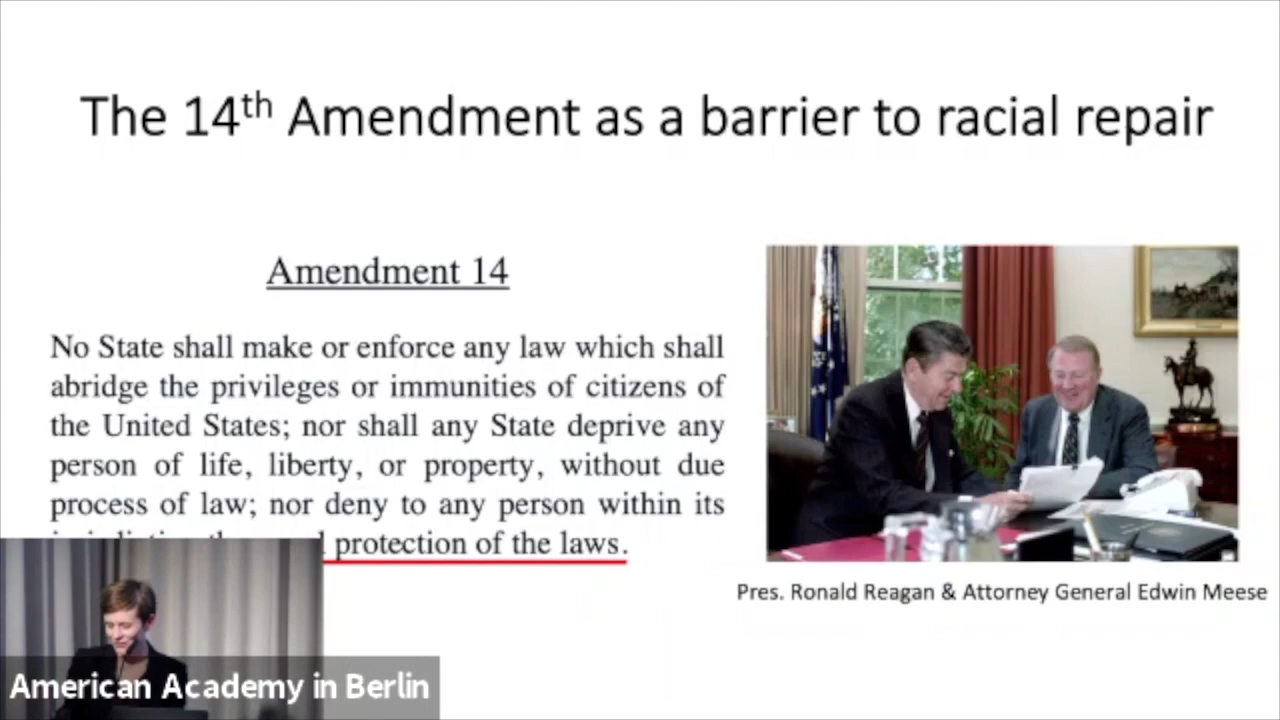 The 14th Amendment as a barrier to racial repair
Amendment 14
No State shall make or enforce any law which shall
abridge the privileges or immunities of citizens of
the United States; nor shall any State deprive any
person of life, liberty, or property, without due
process of law; nor deny to any person within its
protection of the laws.
Pres. Ronald Reagan & Attorney General Edwin Meese
American Academy in Berlin